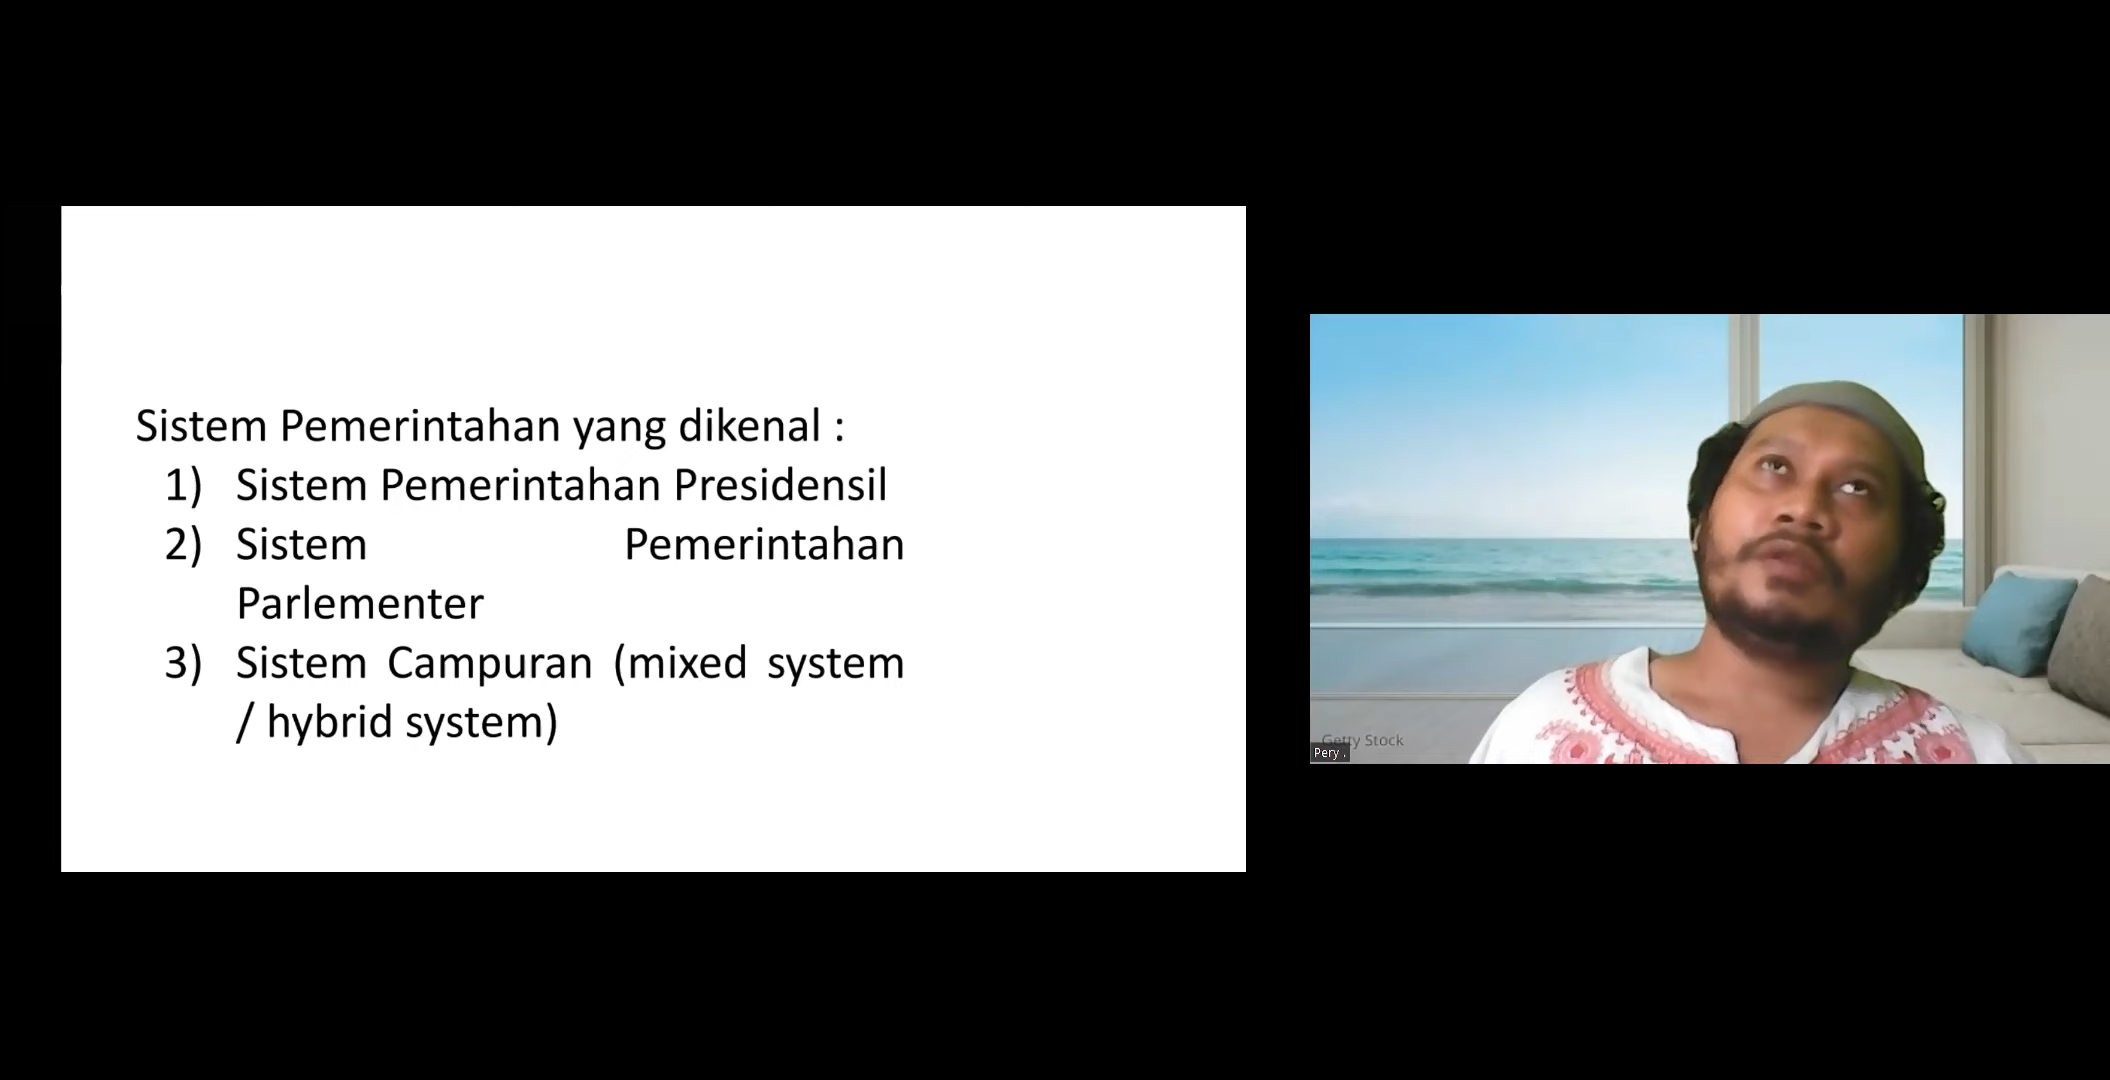 Sistem Pemerintahan yang dikenal :
1) Sistem Pemerintahan Presidensil
2) Sistem Pemerintahan
Parlementer
3) Sistem Campuran (mixed system
/ hybrid system)
Getty Stock
Pery .